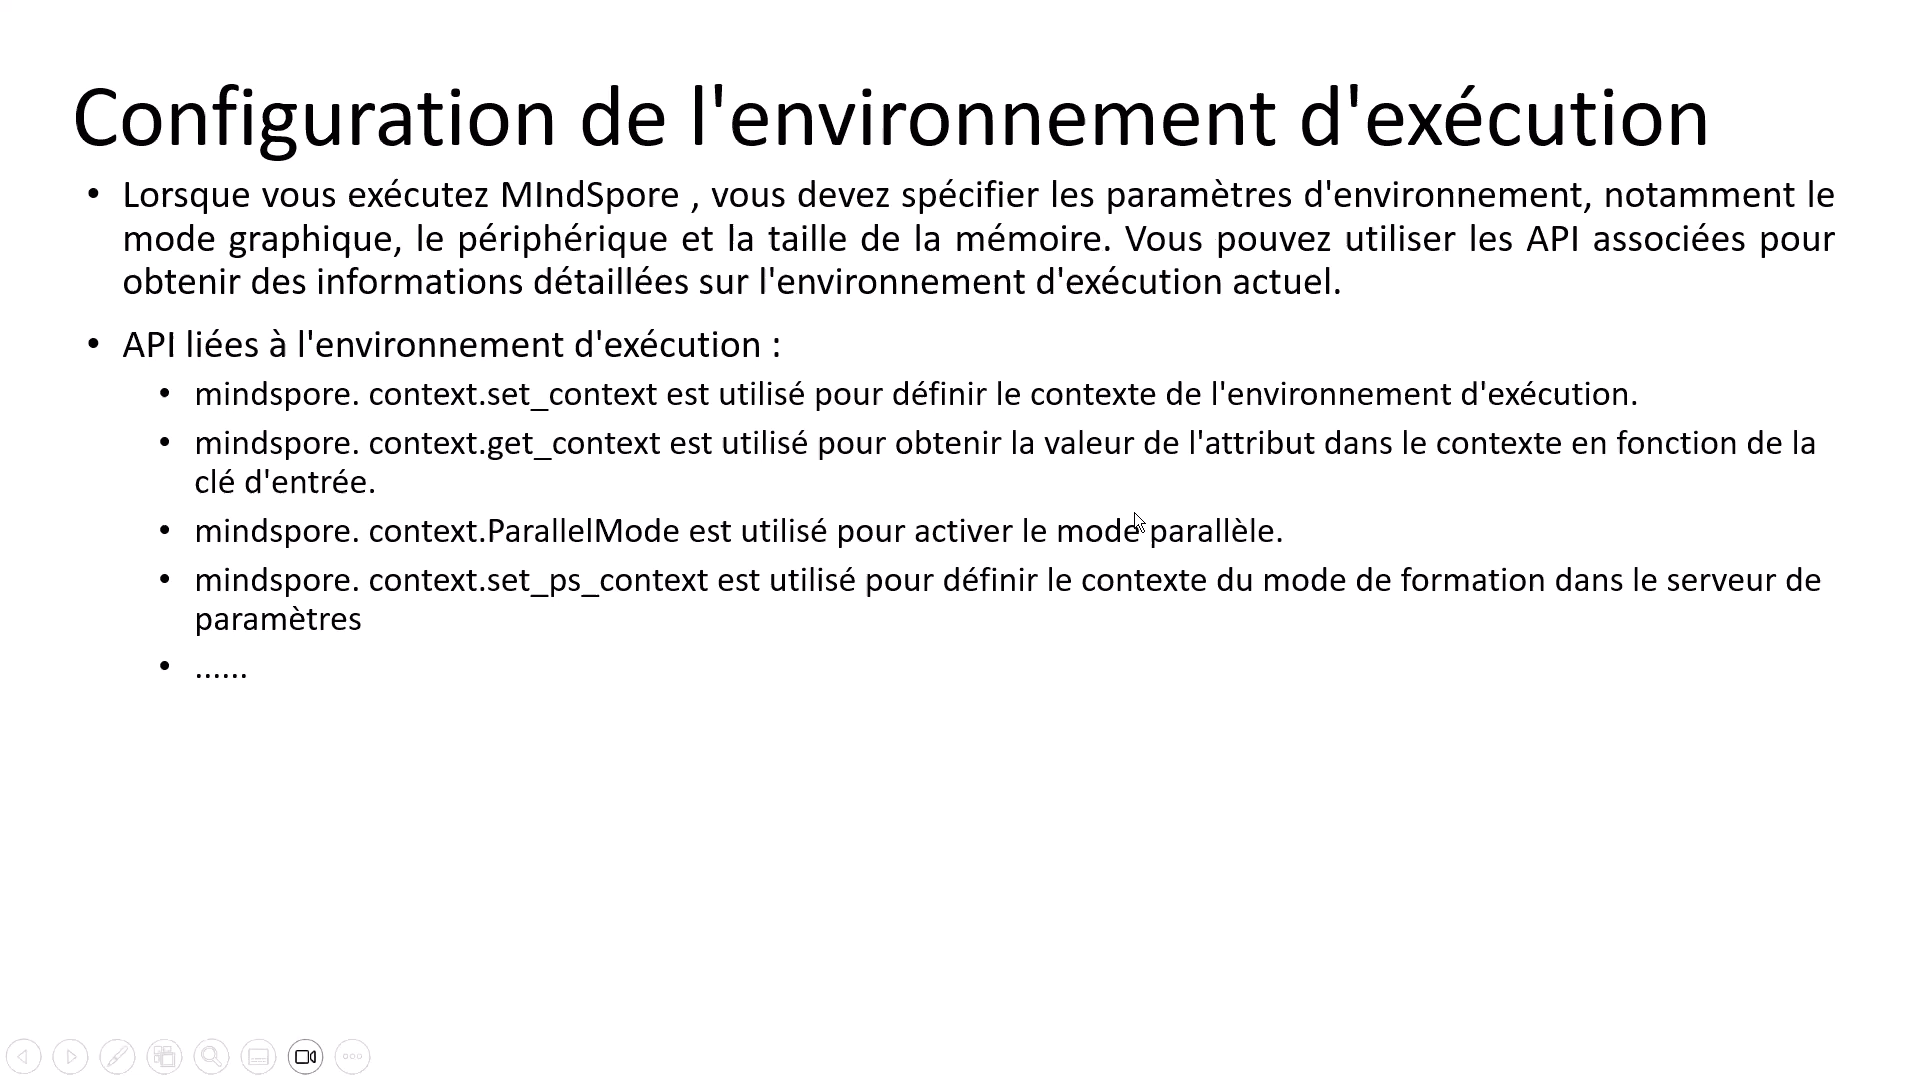 Configuration de l'environnement d'exécution
• Lorsque vous exécutez MIndSpore , vous devez spécifier les paramètres d'environnement, notamment le
mode graphique, le périphérique et la taille de la mémoire. Vous pouvez utiliser les API associées pour
obtenir des informations détaillées sur l'environnement d'exécution actuel.
• API liées à l'environnement d'exécution :
• mindspore. context.set_context est utilisé pour définir le contexte de l'environnement d'exécution.
• mindspore. context.get_context est utilisé pour obtenir la valeur de l'attribut dans le contexte en fonction de la
clé d'entrée.
• mindspore. context.ParallelMode est utilisé pour activer le mode parallèle.
• mindspore. context.set_ps_context est utilisé pour définir le contexte du mode de formation dans le serveur de
paramètres
• ......